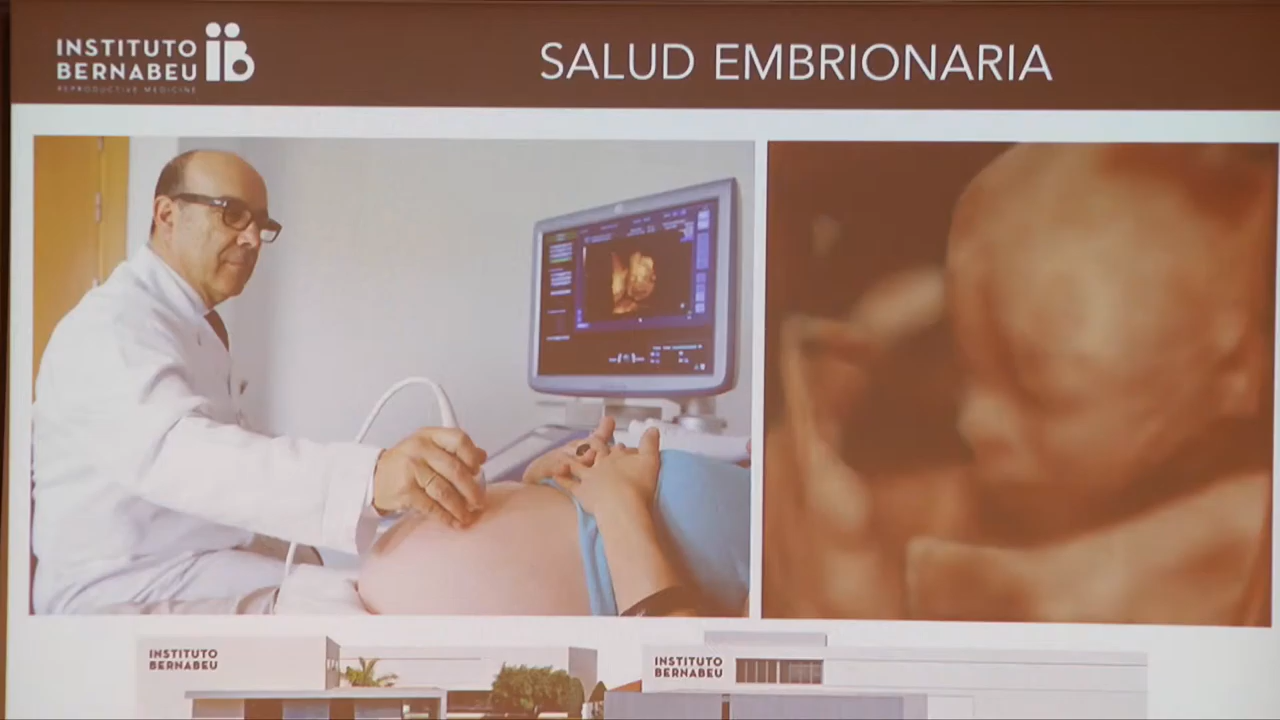 INSTITUTO
BERNABEU
REPRODUCTIVE MEDICINE
SALUD EMBRIONARIA
INSTITUTO
BERNABEU
INSTITUTO
BERNABEU